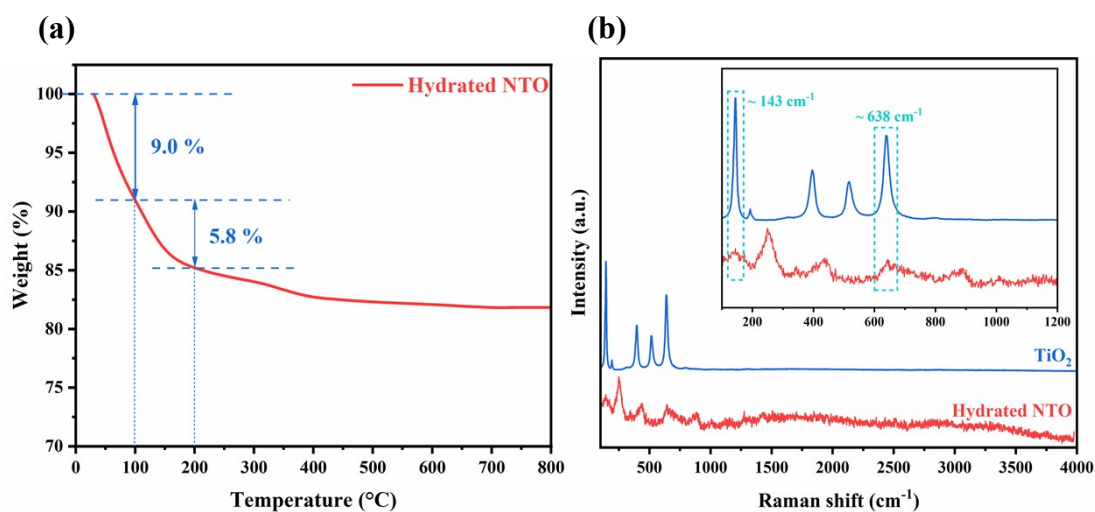 (a)
Hydrated NTO
9.0 %
5.8 %
100
95
90
85
80
75
70
Weight (%)
0 100 200 300 400 500 600 700 800
Temperature (°C)
(b)
~ 143 cm⁻¹
~ 638 cm⁻¹
200 400 600 800 1000 1200
Intensity (a.u.)
TiO₂
Hydrated NTO
500 1000 1500 2000 2500 3000 3500 4000
Raman shift (cm⁻¹)